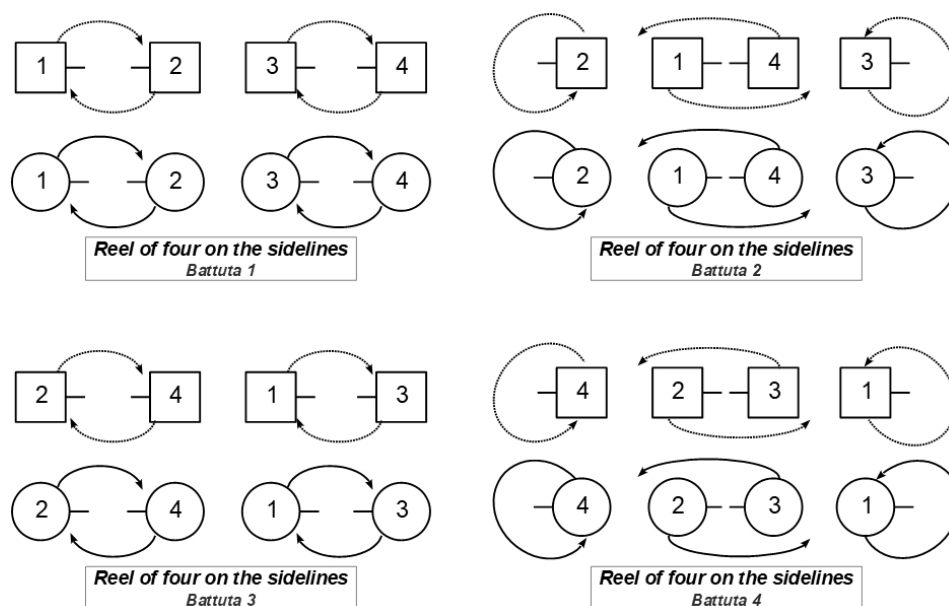 1 2 3 4
1 2 3 4
Reel of four on the sidelines
Battuta 1
2 1 4 3
2 1 4 3
Reel of four on the sidelines
Battuta 2
2 4 1 3
2 4 1 3
Reel of four on the sidelines
Battuta 3
4 2 3 1
4 2 3 1
Reel of four on the sidelines
Battuta 4